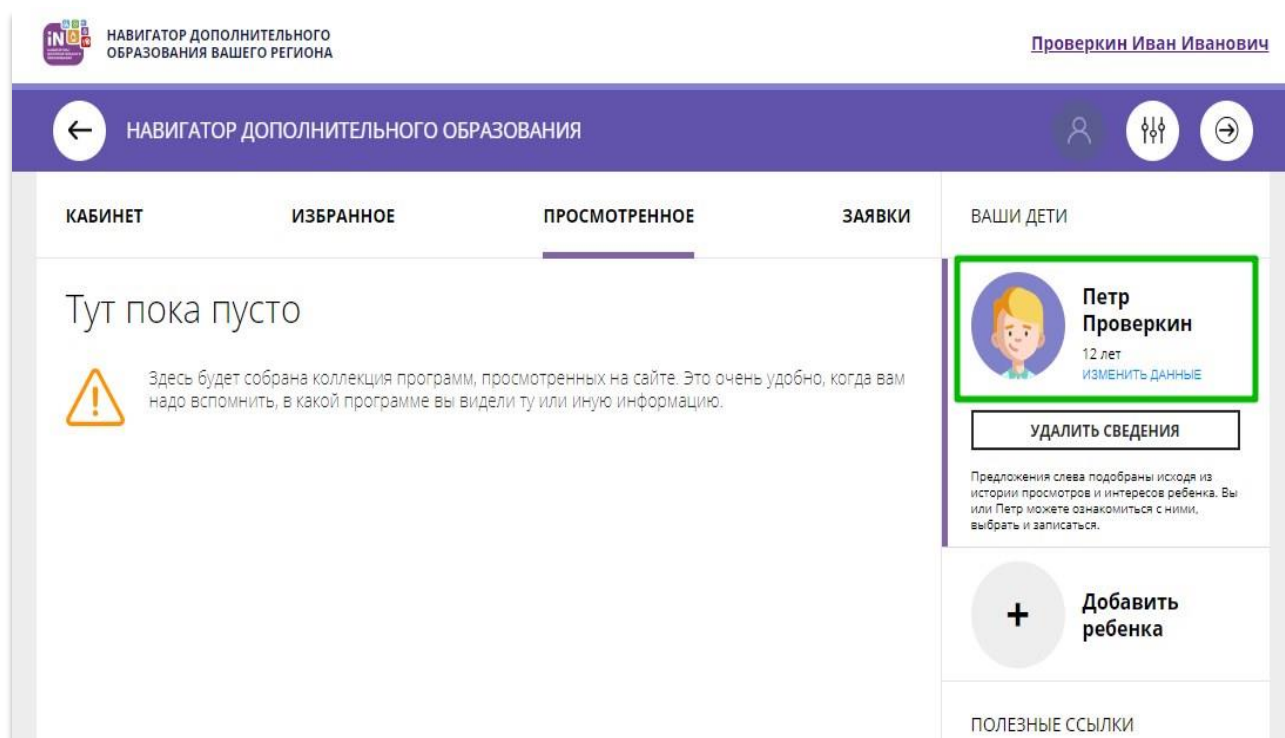 НАВИГАТОР ДОПОЛНИТЕЛЬНОГО
ОБРАЗОВАНИЯ ВАШЕГО РЕГИОНА
Проверкин Иван Иванович
НАВИГАТОР ДОПОЛНИТЕЛЬНОГО ОБРАЗОВАНИЯ
КАБИНЕТ
ИЗБРАННОЕ
ПРОСМОТРЕННОЕ
ЗАЯВКИ
Тут пока пусто
Здесь будет собрана коллекция программ, просмотренных на сайте. Это очень удобно, когда вам
надо вспомнить, в какой программе вы видели ту или иную информацию.
ВАШИ ДЕТИ
Петр
Проверкин
12 лет
ИЗМЕНИТЬ ДАННЫЕ
УДАЛИТЬ СВЕДЕНИЯ
Предложения слева подобраны исходя из
истории просмотров и интересов ребенка. Вы
или Петр можете ознакомиться с ними,
выбрать и записаться.
+
Добавить
ребенка
ПОЛЕЗНЫЕ ССЫЛКИ